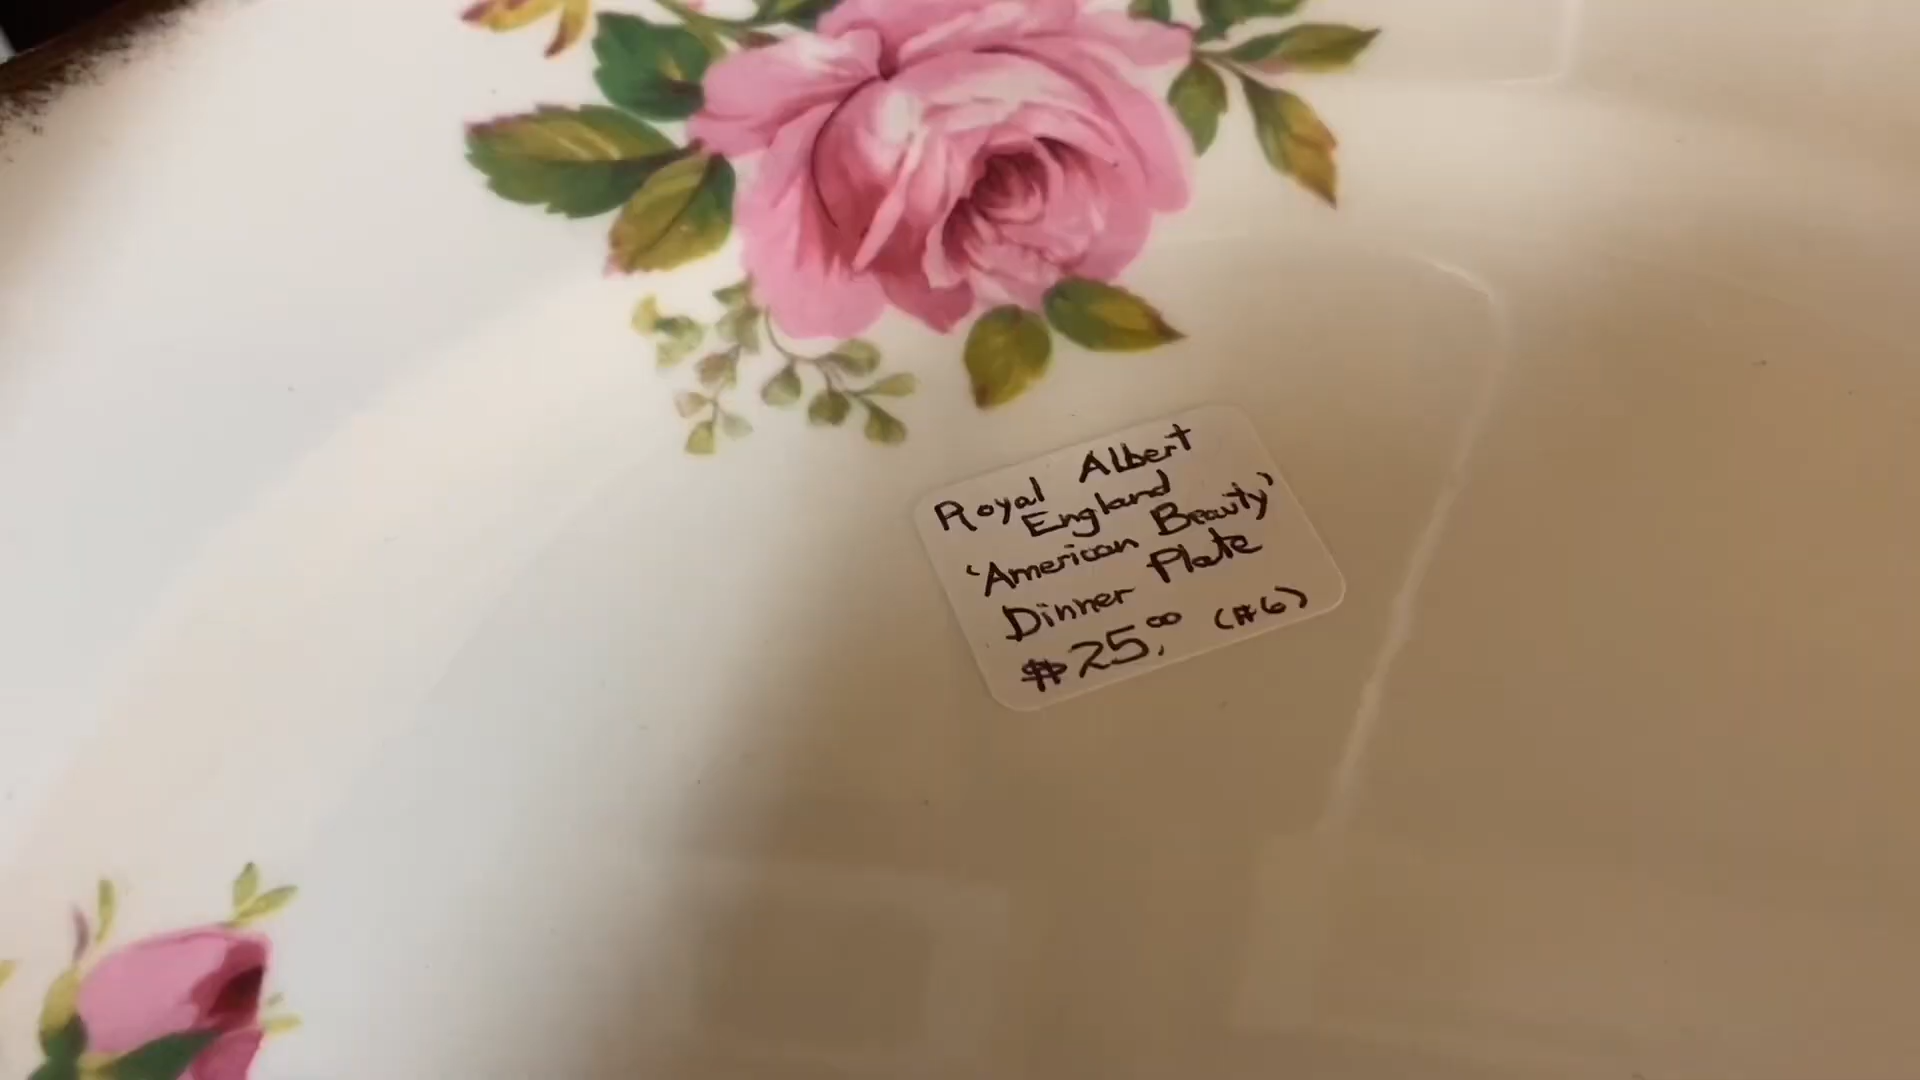 Royal Albert
England
'American Beauty'
Dinner Plate
$25.00 (#6)